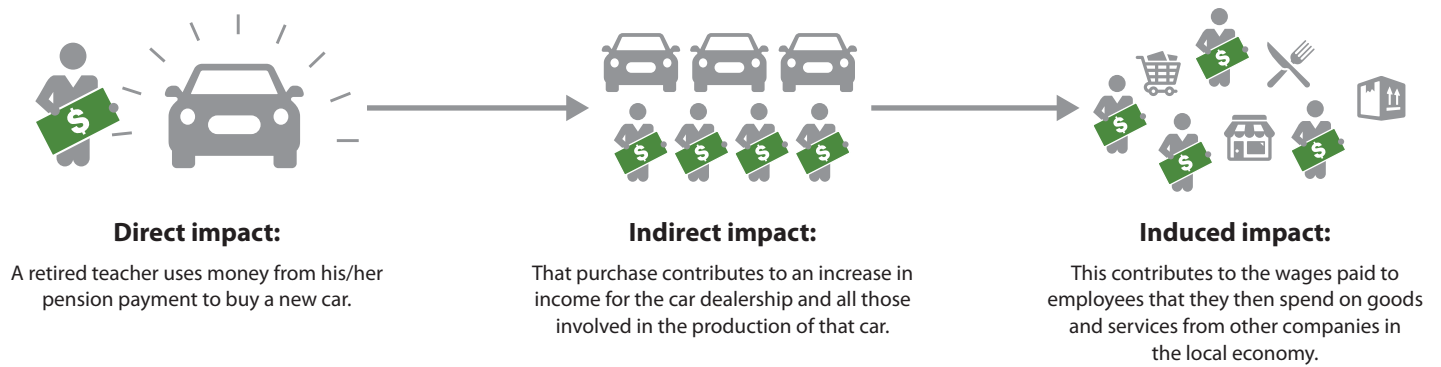 Direct impact:
A retired teacher uses money from his/her
pension payment to buy a new car.
Indirect impact:
That purchase contributes to an increase in
income for the car dealership and all those
involved in the production of that car.
Induced impact:
This contributes to the wages paid to
employees that they then spend on goods
and services from other companies in
the local economy.